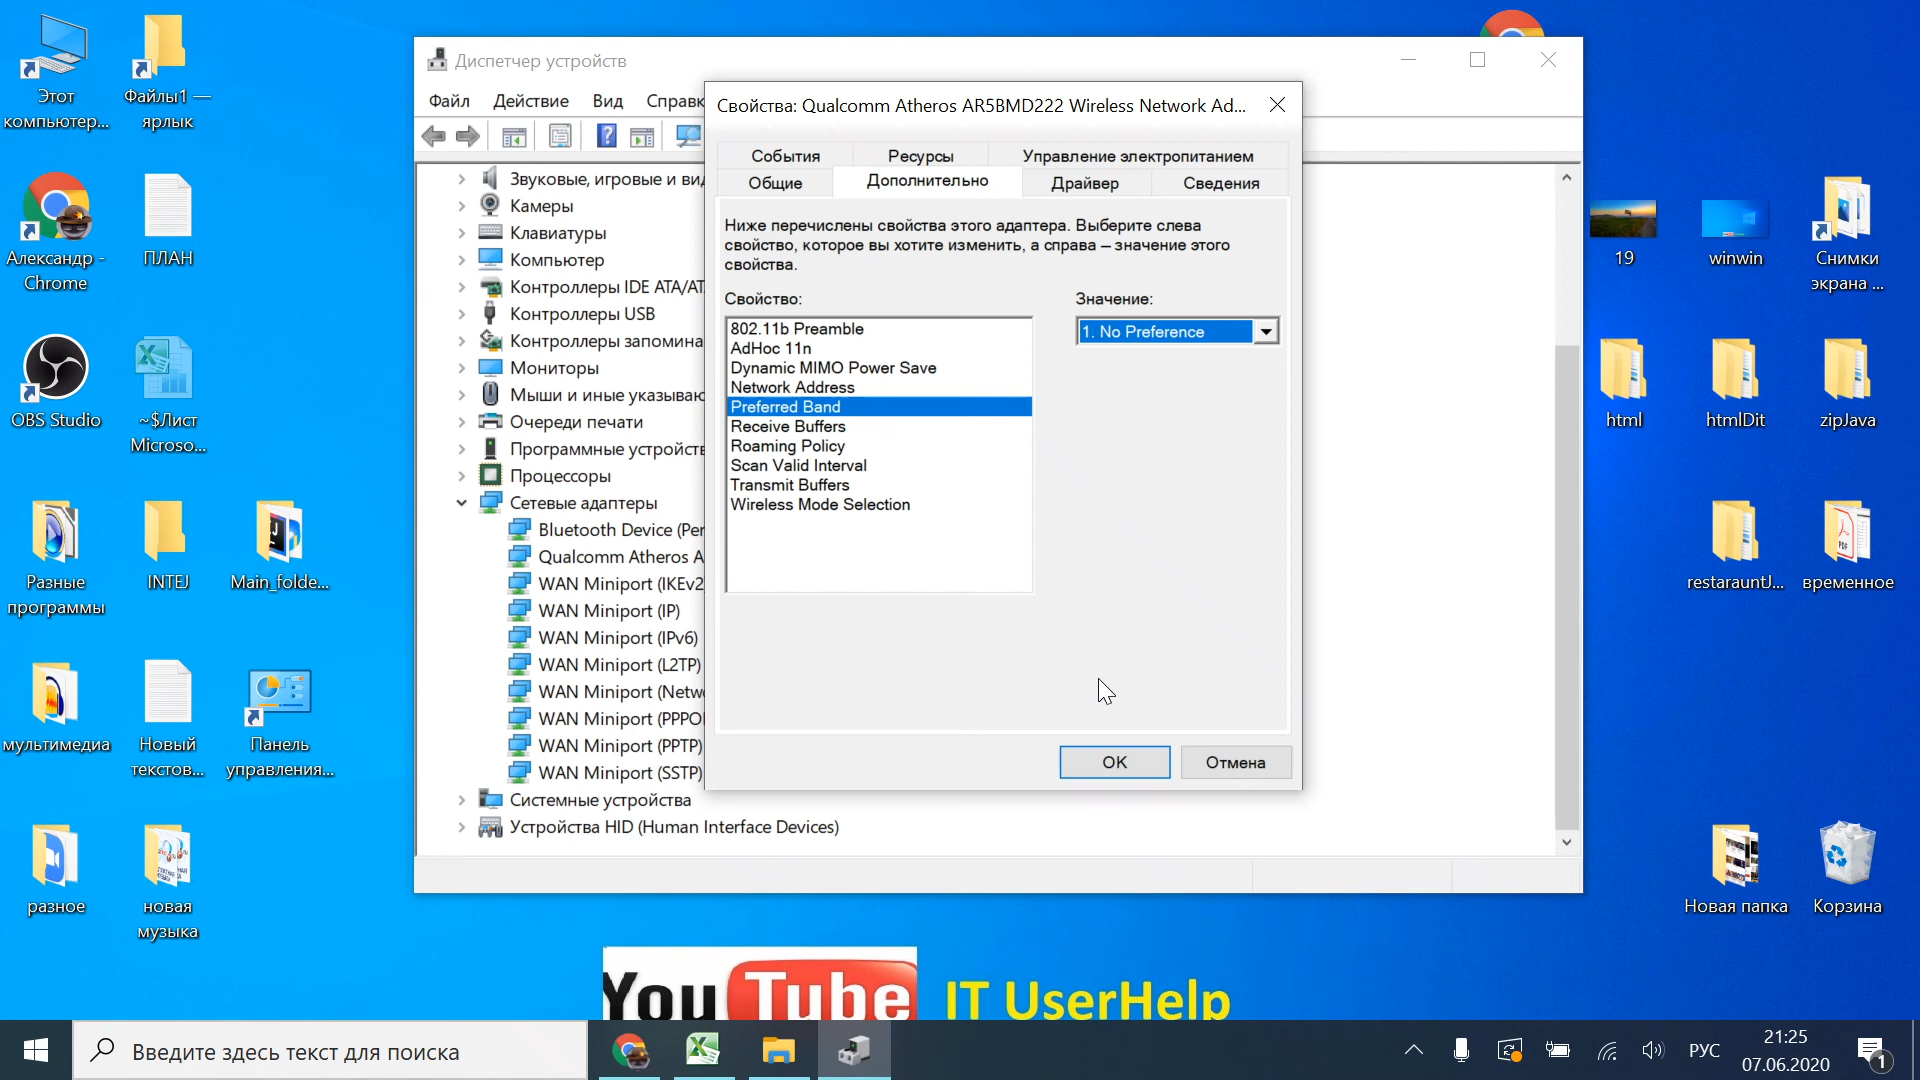 Этот
компьютер...
Файлы1 —
ярлык
Александр -
Chrome
ПЛАН
OBS Studio
~$Лист
Microso...
Разные
программы
INTEJ
Main_folde...
мультимедиа
Новый
текстов...
Панель
управления...
разное
новая
музыка
Диспетчер устройств
Файл Действие Вид Справк
Звуковые, игровые и вид
Камеры
Клавиатуры
Компьютер
Контроллеры IDE ATA/AT
Контроллеры USB
Контроллеры запомина
Мониторы
Мыши и иные указываю
Очереди печати
Программные устройств
Процессоры
Сетевые адаптеры
Bluetooth Device (Per
Qualcomm Atheros A
WAN Miniport (IKEv2
WAN Miniport (IP)
WAN Miniport (IPv6)
WAN Miniport (L2TP)
WAN Miniport (Netw
WAN Miniport (PPPO
WAN Miniport (PPTP)
WAN Miniport (SSTP)
Системные устройства
Устройства HID (Human Interface Devices)
Свойства: Qualcomm Atheros AR5BMD222 Wireless Network Ad...
События Ресурсы Управление электропитанием
Общие Дополнительно Драйвер Сведения
Ниже перечислены свойства этого адаптера. Выберите слева
свойство, которое вы хотите изменить, а справа – значение этого
свойства.
Свойство:
Значение:
802.11b Preamble
AdHoc 11n
Dynamic MIMO Power Save
Network Address
Preferred Band
Receive Buffers
Roaming Policy
Scan Valid Interval
Transmit Buffers
Wireless Mode Selection
1. No Preference
OK Отмена
19
winwin
Снимки
экрана ...
html
htmlDit
zipJava
restarauntJ...
временное
Новая папка
Корзина
YouTube
IT UserHelp
Введите здесь текст для поиска
РУС
21:25
07.06.2020
1